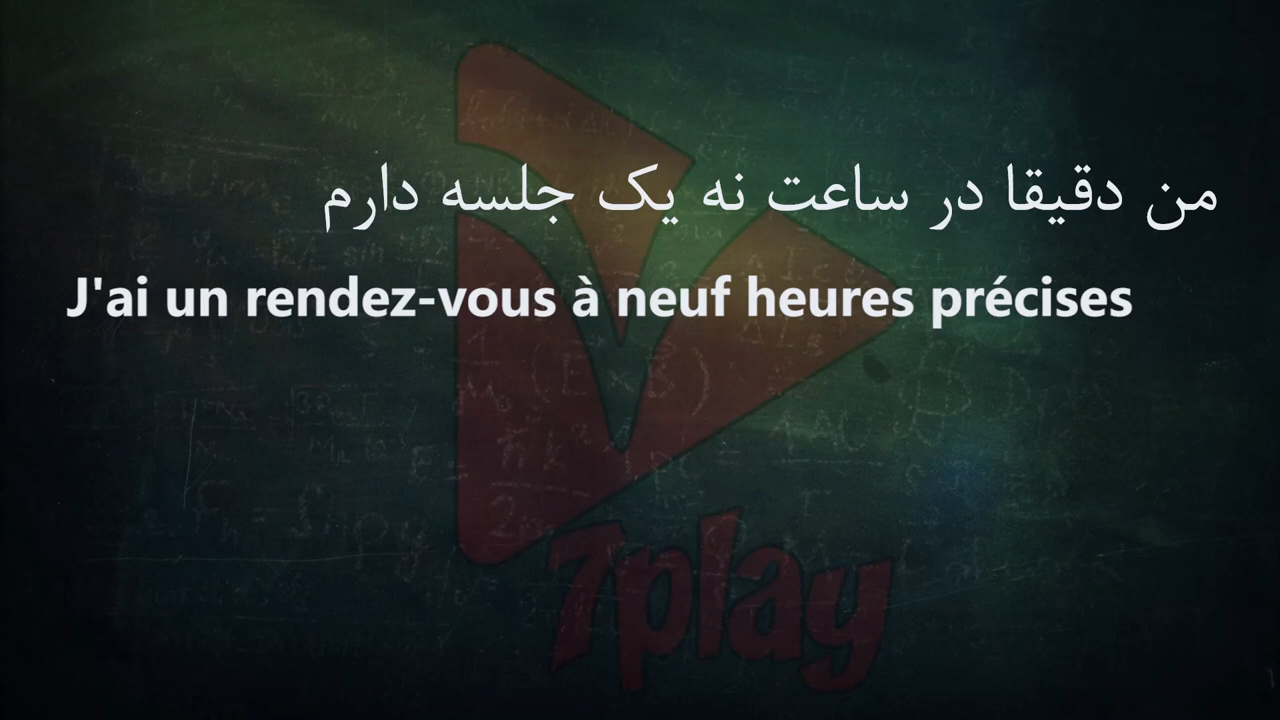 من دقیقا در ساعت نه یک جلسه دارم
J'ai un rendez-vous à neuf heures précises
7play